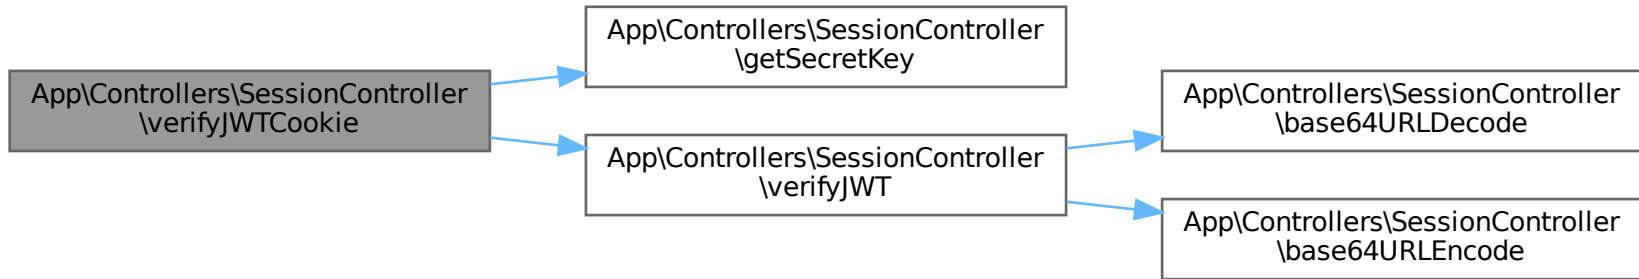 App\Controllers\SessionController
\verifyJWTCookie
App\Controllers\SessionController
\getSecretKey
App\Controllers\SessionController
\verifyJWT
App\Controllers\SessionController
\base64URLDecode
App\Controllers\SessionController
\base64URLEncode